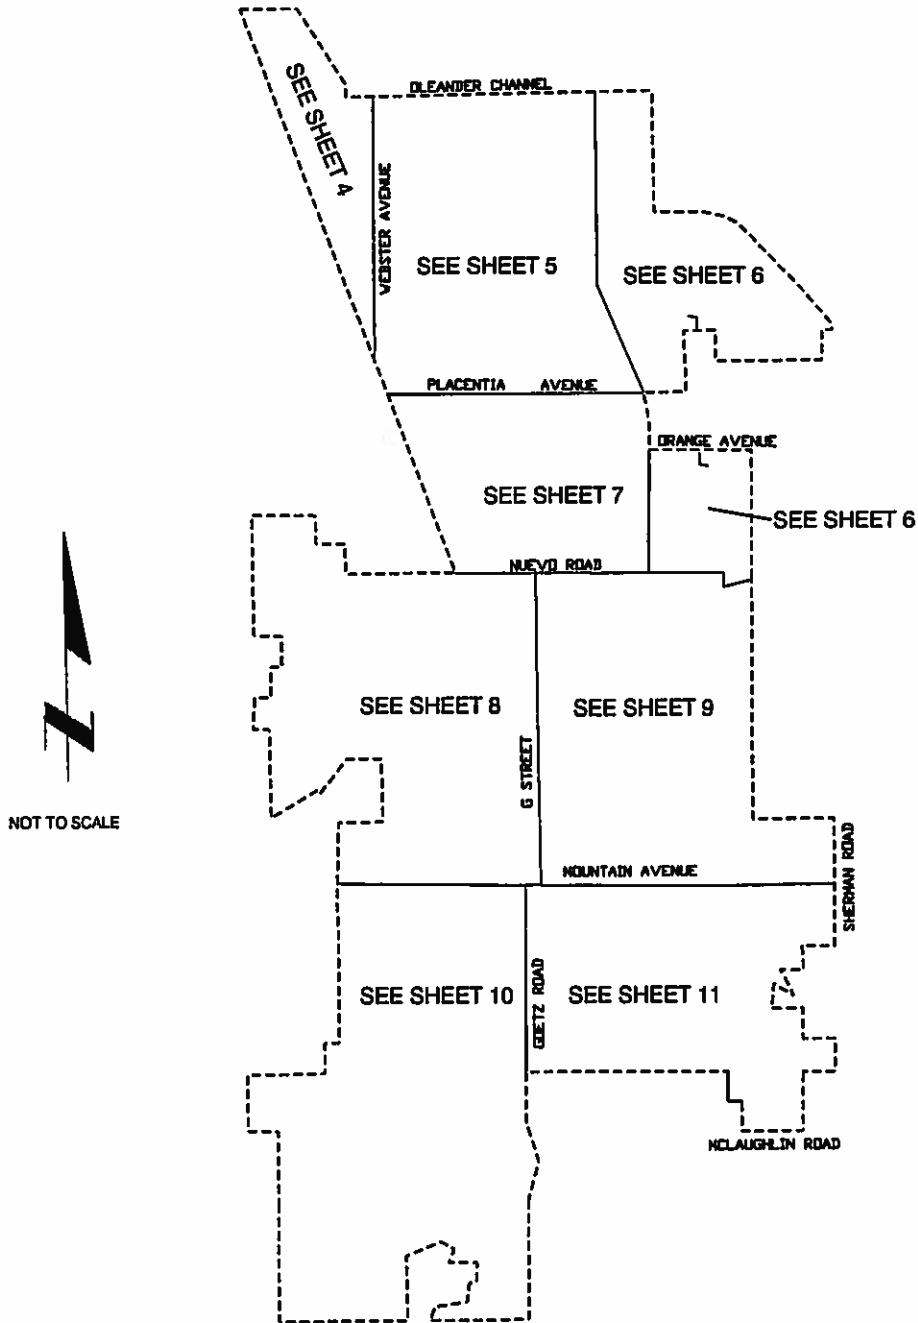 OLEANDER CHANNEL
SEE SHEET 4
WEBSTER AVENUE
SEE SHEET 5
SEE SHEET 6
PLACENTIA AVENUE
ORANGE AVENUE
SEE SHEET 7
SEE SHEET 6
NUEVO ROAD
SEE SHEET 8
SEE SHEET 9
G STREET
NOT TO SCALE
MOUNTAIN AVENUE
SHERMAN ROAD
SEE SHEET 10
GOETZ ROAD
SEE SHEET 11
MCLAUGHLIN ROAD